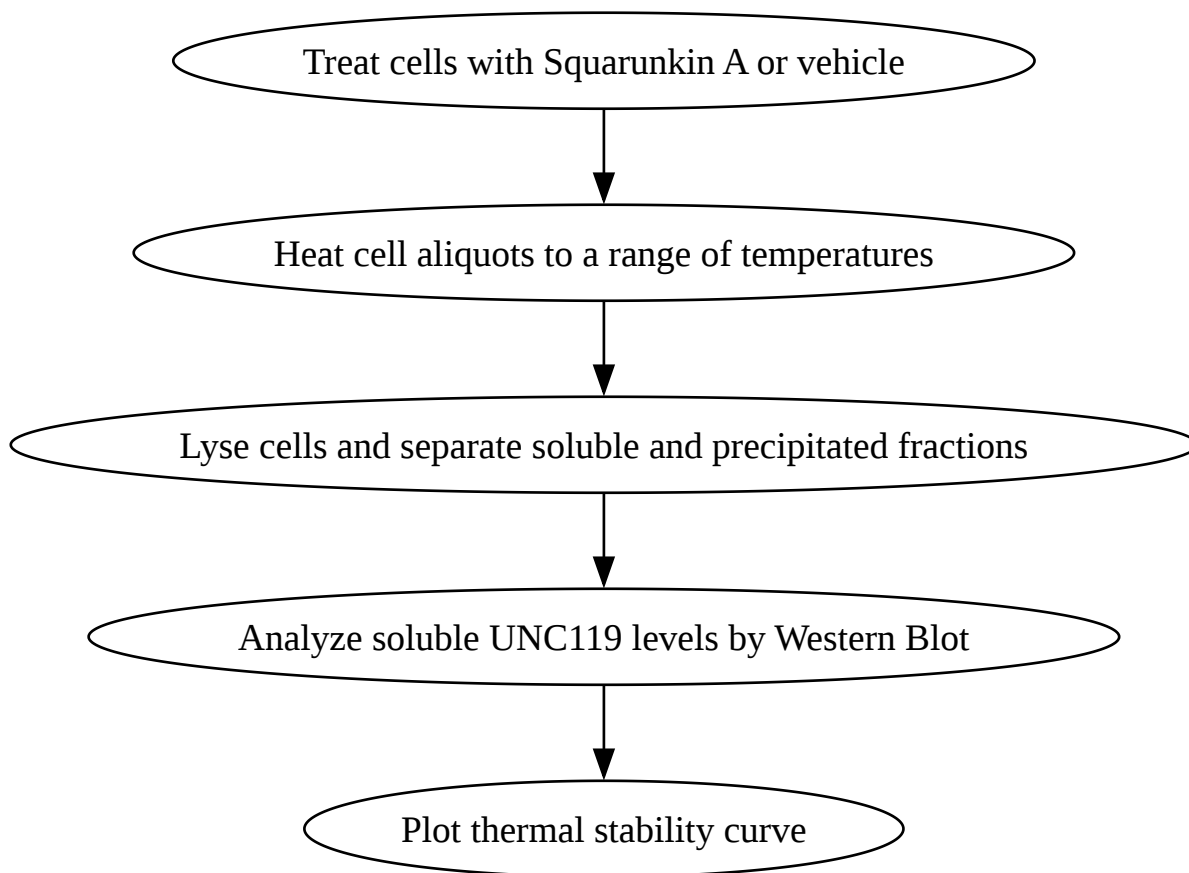 Treat cells with Squarunkin A or vehicle
Heat cell aliquots to a range of temperatures
Lyse cells and separate soluble and precipitated fractions
Analyze soluble UNC119 levels by Western Blot
Plot thermal stability curve